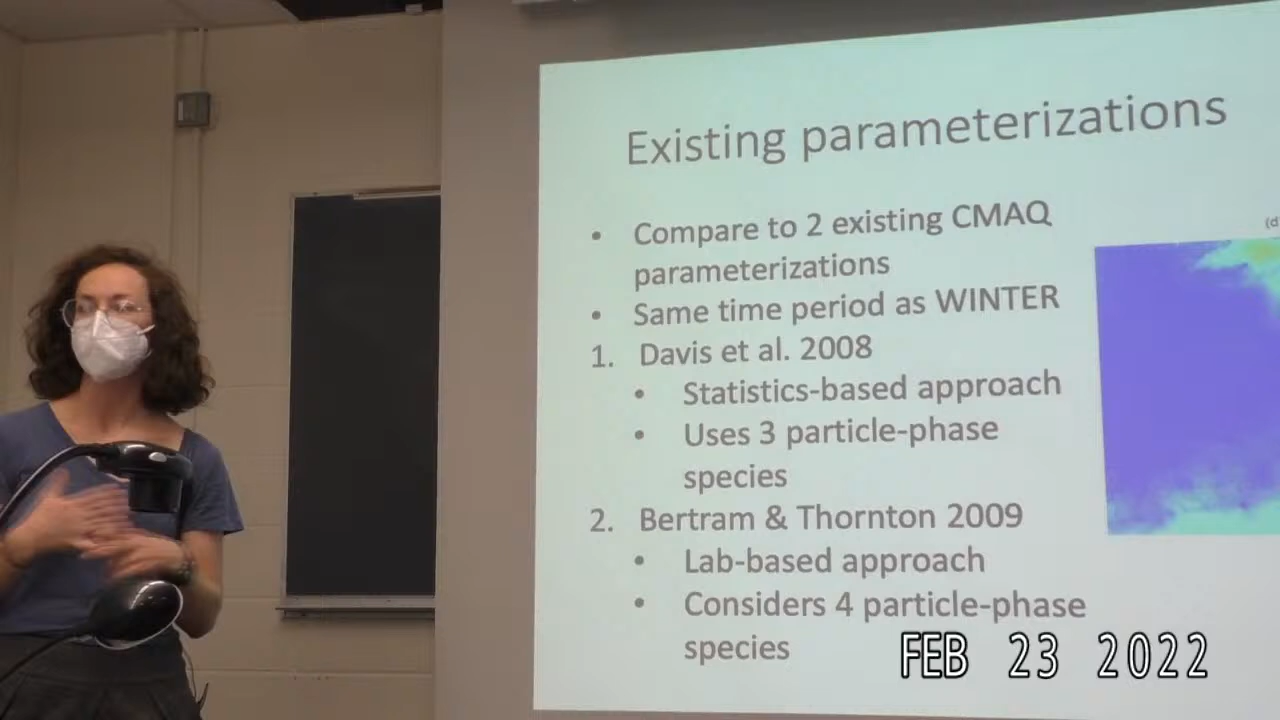 Existing parameterizations
• Compare to 2 existing CMAQ
parameterizations
• Same time period as WINTER
1. Davis et al. 2008
• Statistics-based approach
• Uses 3 particle-phase
species
2. Bertram & Thornton 2009
• Lab-based approach
• Considers 4 particle-phase
species
(d
FEB 23 2022